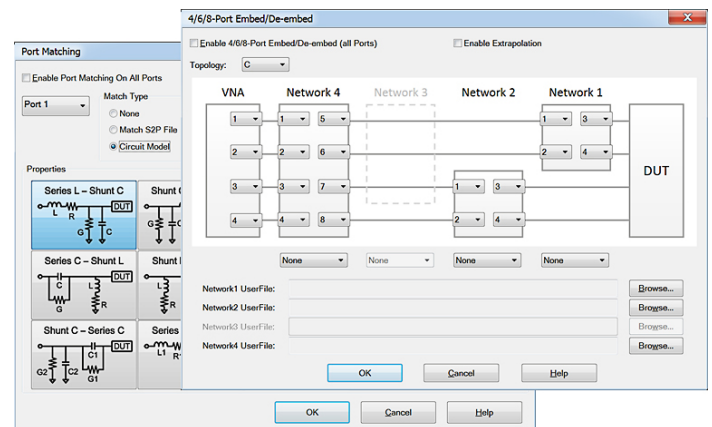 4/6/8-Port Embed/De-embed
Enable 4/6/8-Port Embed/De-embed (all Ports)
Enable Extrapolation
Topology: C
VNA Network 4 Network 3 Network 2 Network 1
1 1 5 1 3
2 2 6 2 4
DUT
3 3 7 1 3
4 4 8 2 4
None None None None
Network1 UserFile: Browse...
Network2 UserFile: Browse...
Network3 UserFile: Browse...
Network4 UserFile: Browse...
OK Cancel Help
Port Matching
Enable Port Matching On All Ports
Port 1
Match Type
None
Match S2P File
Circuit Model
Properties
Series L – Shunt C
L R DUT
G C
Shunt
G
Series C – Shunt L
C DUT
G L R
Shunt
L
R
Shunt C – Series C
C1 DUT
G2 C2 G1
Series
L1
OK Cancel Help